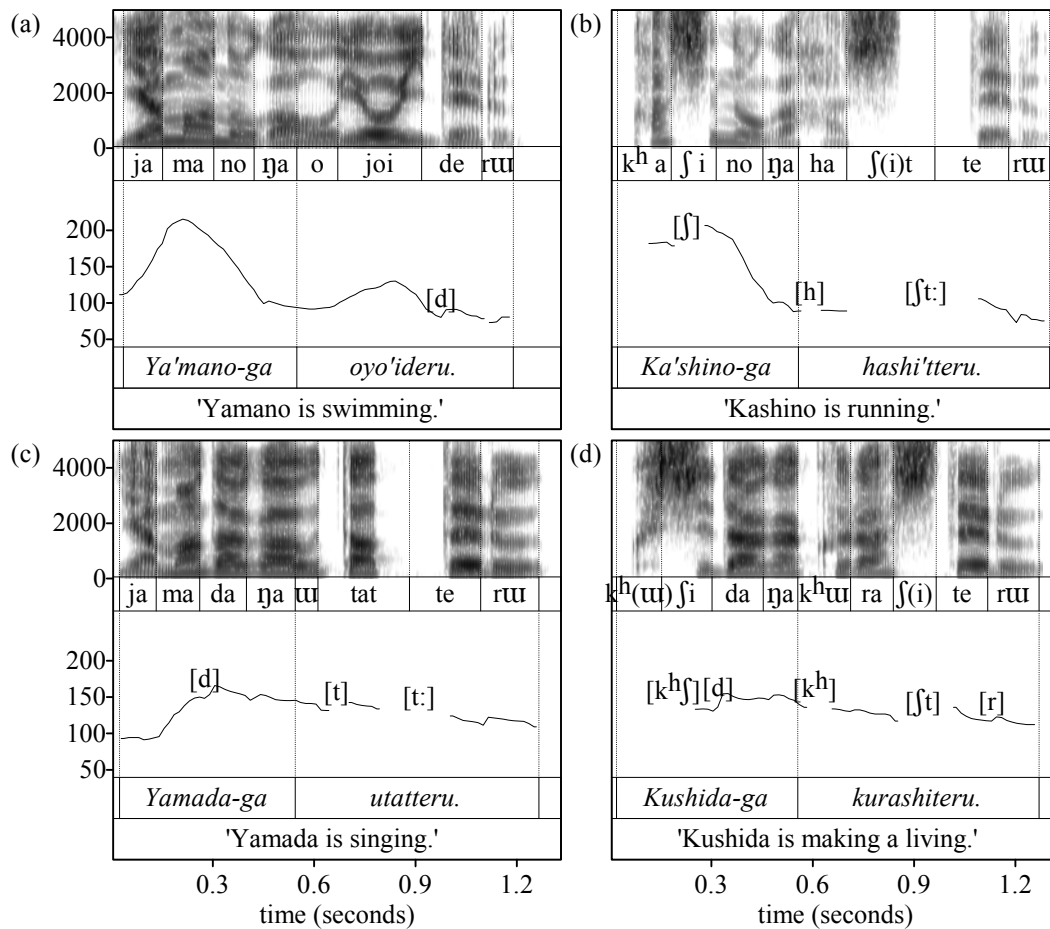 (a)
4000
2000
0
ja ma no ŋa o joi de rɯ
200
150
100
50
[d]
Ya'mano-ga oyo'ideru.
'Yamano is swimming.'
(b)
kʰ a ʃ i no ŋa ha ʃ(i)t te rɯ
[ʃ] [h] [ʃt:]
Ka'shino-ga hashi'tteru.
'Kashino is running.'
(c)
4000
2000
0
ja ma da ŋa ɯ tat te rɯ
200
150
100
50
[d] [t] [t:]
Yamada-ga utatteru.
'Yamada is singing.'
0.3 0.6 0.9 1.2
time (seconds)
(d)
kʰ(ɯ) ʃi da ŋa kʰɯ ra ʃ(i) te rɯ
[kʰʃ] [d] [kʰ] [ʃt] [r]
Kushida-ga kurashiteru.
'Kushida is making a living.'
0.3 0.6 0.9 1.2
time (seconds)